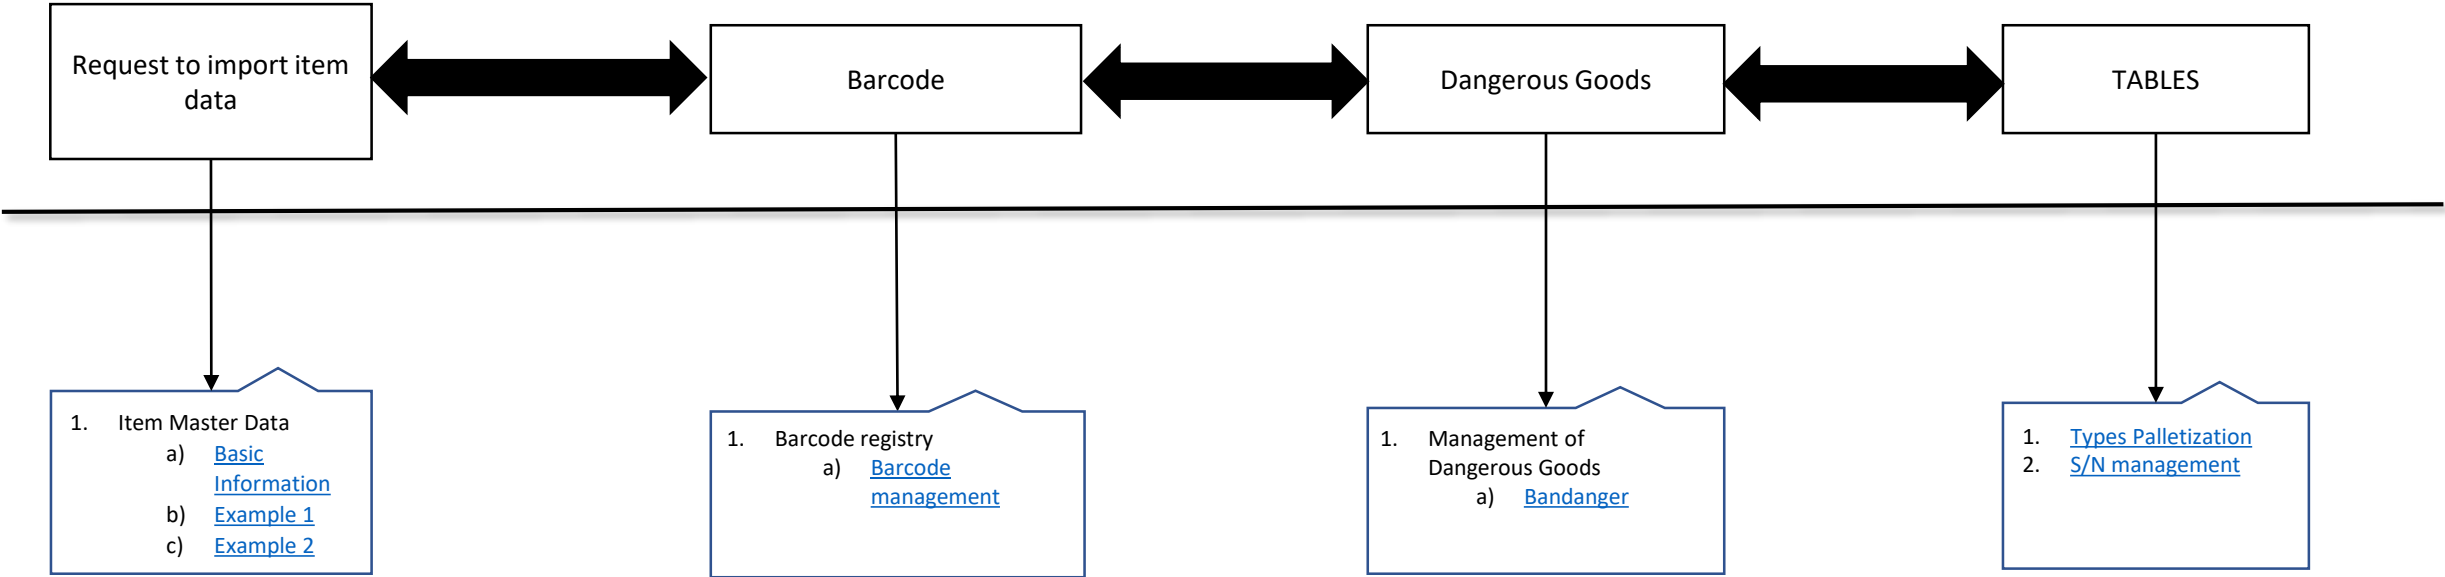 Request to import item
data
Barcode
Dangerous Goods
TABLES
1. Item Master Data
a) Basic
Information
b) Example 1
c) Example 2
1. Barcode registry
a) Barcode
management
1. Management of
Dangerous Goods
a) Bandanger
1. Types Palletization
2. S/N management